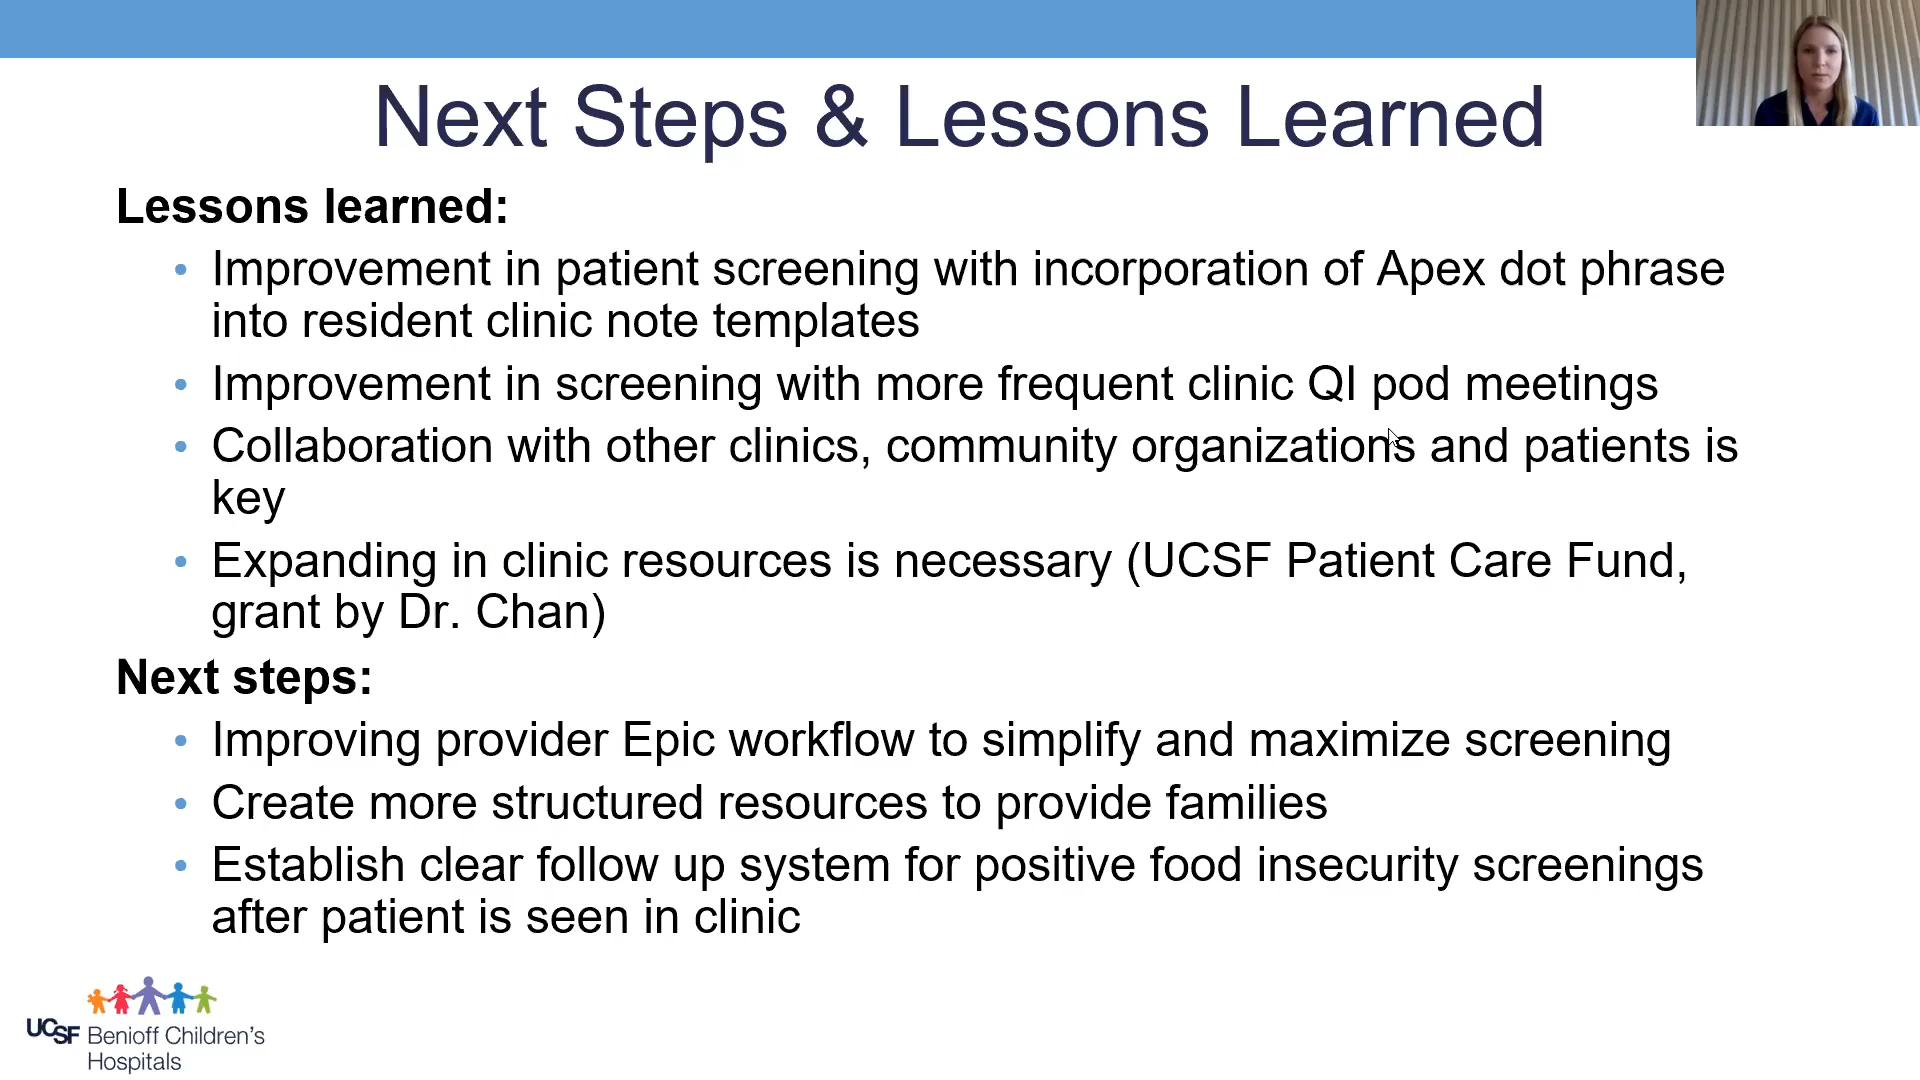 Next Steps & Lessons Learned
Lessons learned:
• Improvement in patient screening with incorporation of Apex dot phrase
into resident clinic note templates
• Improvement in screening with more frequent clinic QI pod meetings
• Collaboration with other clinics, community organizations and patients is
key
• Expanding in clinic resources is necessary (UCSF Patient Care Fund,
grant by Dr. Chan)
Next steps:
• Improving provider Epic workflow to simplify and maximize screening
• Create more structured resources to provide families
• Establish clear follow up system for positive food insecurity screenings
after patient is seen in clinic
UCSF Benioff Children's
Hospitals